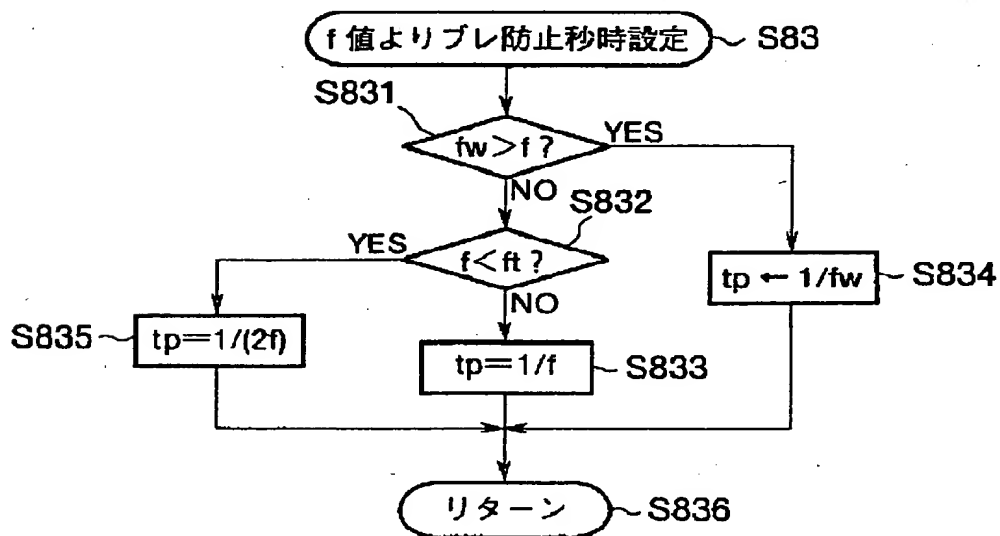 f 値よりブレ防止秒時設定
S83
S831
fw＞f ?
YES
NO
S832
YES
f＜ft ?
NO
tp ← 1/fw
S834
S835
tp＝1/(2f)
tp＝1/f
S833
リターン
S836